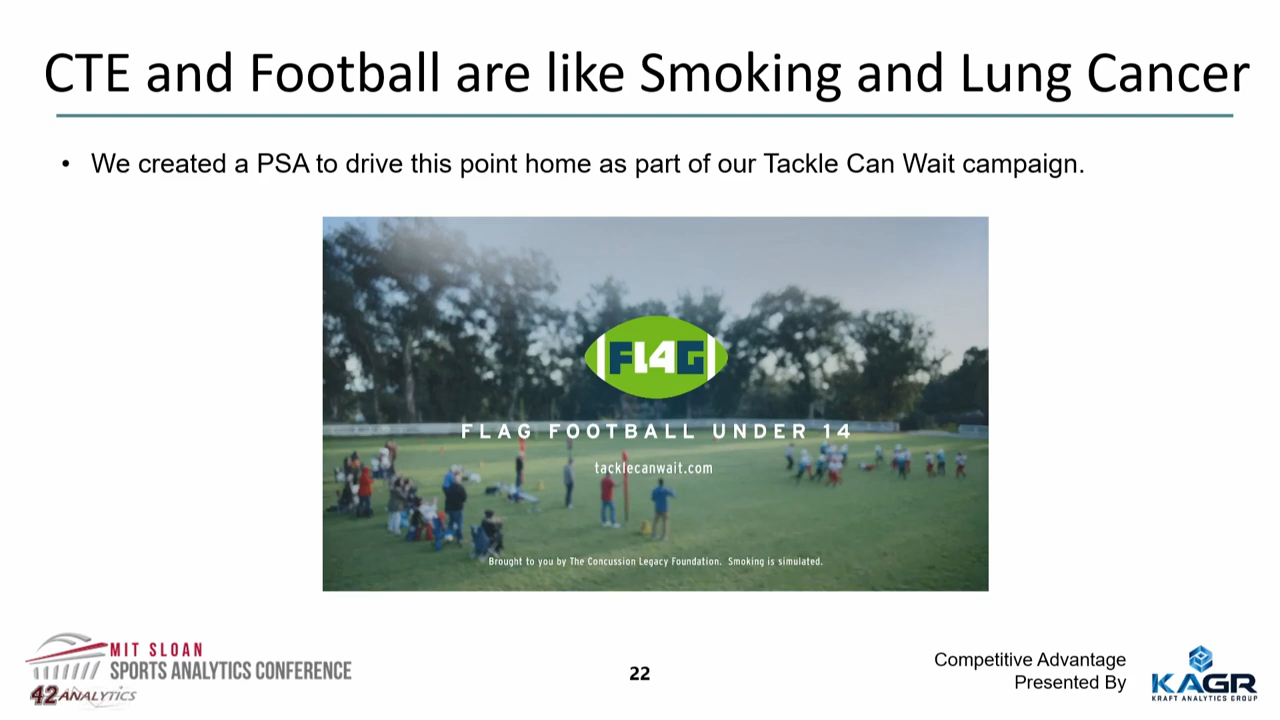 CTE and Football are like Smoking and Lung Cancer
• We created a PSA to drive this point home as part of our Tackle Can Wait campaign.
FL4G
FLAG FOOTBALL UNDER 14
tacklecanwait.com
Brought to you by The Concussion Legacy Foundation. Smoking is simulated.
MIT SLOAN
SPORTS ANALYTICS CONFERENCE
42 ANALYTICS
22
Competitive Advantage
Presented By
KAGR
KRAFT ANALYTICS GROUP